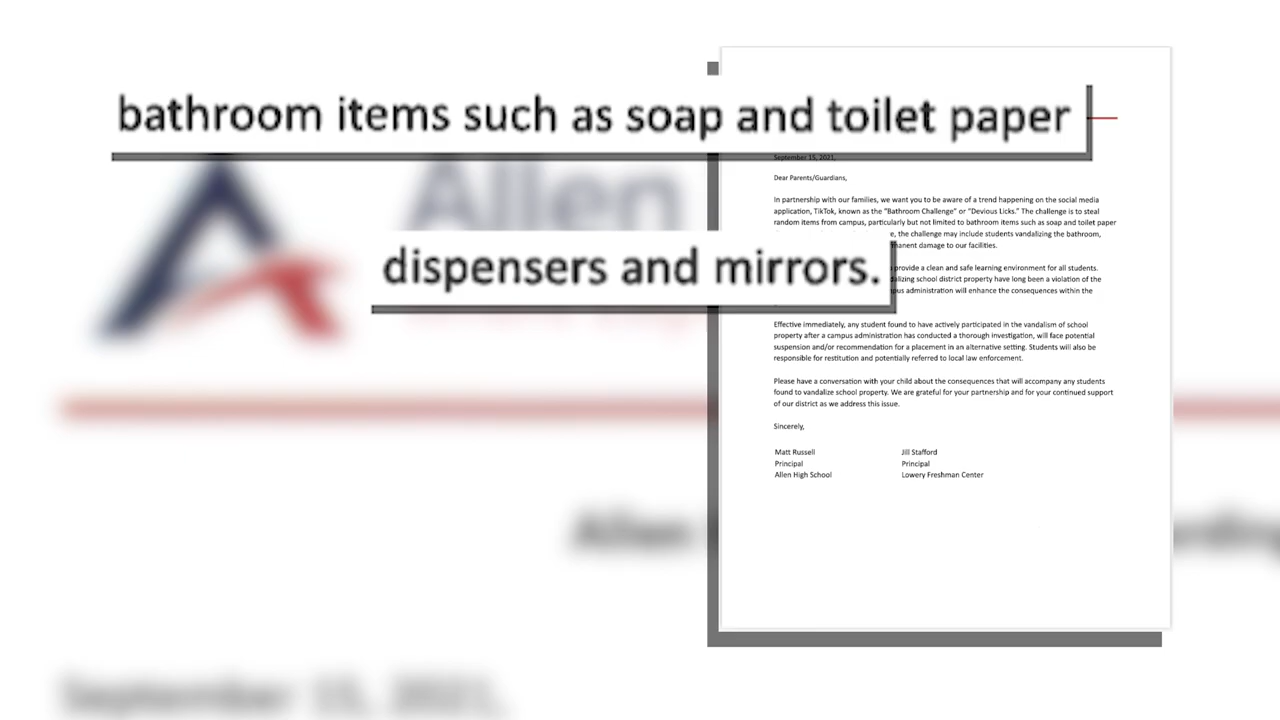 bathroom items such as soap and toilet paper
dispensers and mirrors.
Allen
September 15, 2021,
Dear Parents/Guardians,
In partnership with our families, we want you to be aware of a trend happening on the social media
application, TikTok, known as the “Bathroom Challenge” or “Devious Licks.” The challenge is to steal
random items from campus, particularly but not limited to bathroom items such as soap and toilet paper
the challenge may include students vandalizing the bathroom,
damage to our facilities.
provide a clean and safe learning environment for all students.
school district property have long been a violation of the
administration will enhance the consequences within the
Effective immediately, any student found to have actively participated in the vandalism of school
property after a campus administration has conducted a thorough investigation, will face potential
suspension and/or recommendation for a placement in an alternative setting. Students will also be
responsible for restitution and potentially referred to local law enforcement.
Please have a conversation with your child about the consequences that will accompany any students
found to vandalize school property. We are grateful for your partnership and for your continued support
of our district as we address this issue.
Sincerely,
Matt Russell Jill Stafford
Principal Principal
Allen High School Lowery Freshman Center
Allen
September 15, 2021,